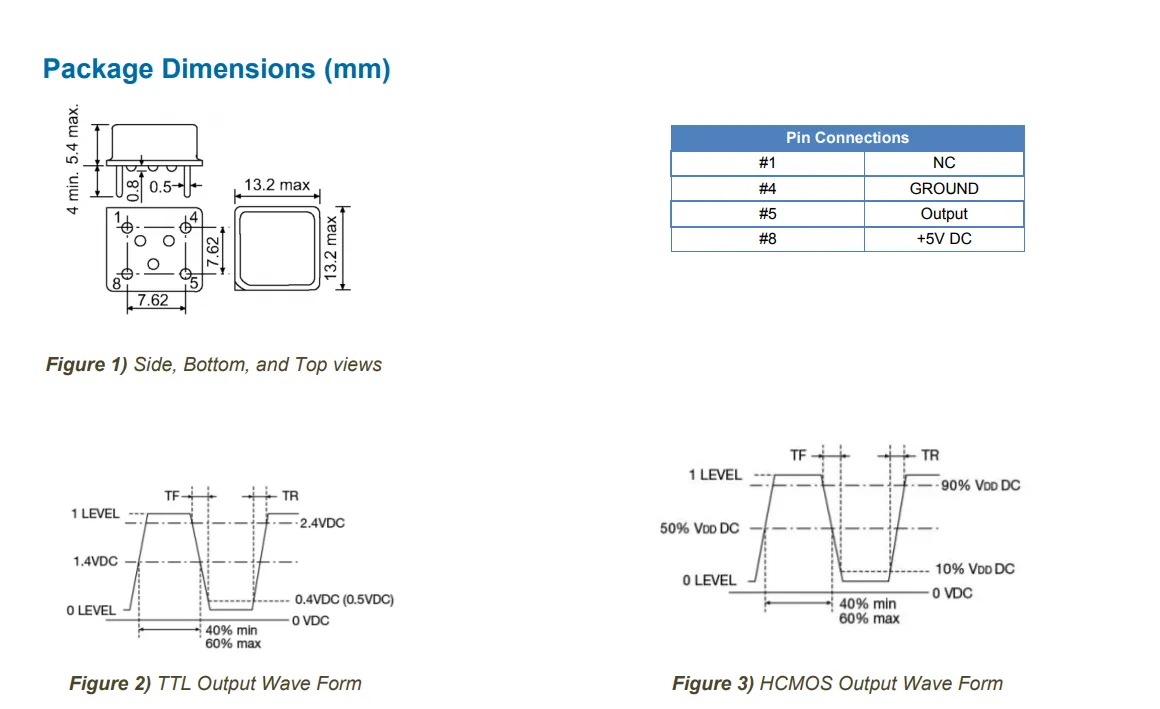 Package Dimensions (mm)
5.4 max.
4 min.
0.8
0.5
13.2 max
13.2 max
1
4
7.62
8
5
7.62
Pin Connections
#1 NC
#4 GROUND
#5 Output
#8 +5V DC
Figure 1) Side, Bottom, and Top views
TF TR
1 LEVEL
2.4VDC
1.4VDC
0.4VDC (0.5VDC)
0 LEVEL
0 VDC
40% min
60% max
Figure 2) TTL Output Wave Form
TF TR
1 LEVEL
90% VDD DC
50% VDD DC
10% VDD DC
0 LEVEL
0 VDC
40% min
60% max
Figure 3) HCMOS Output Wave Form